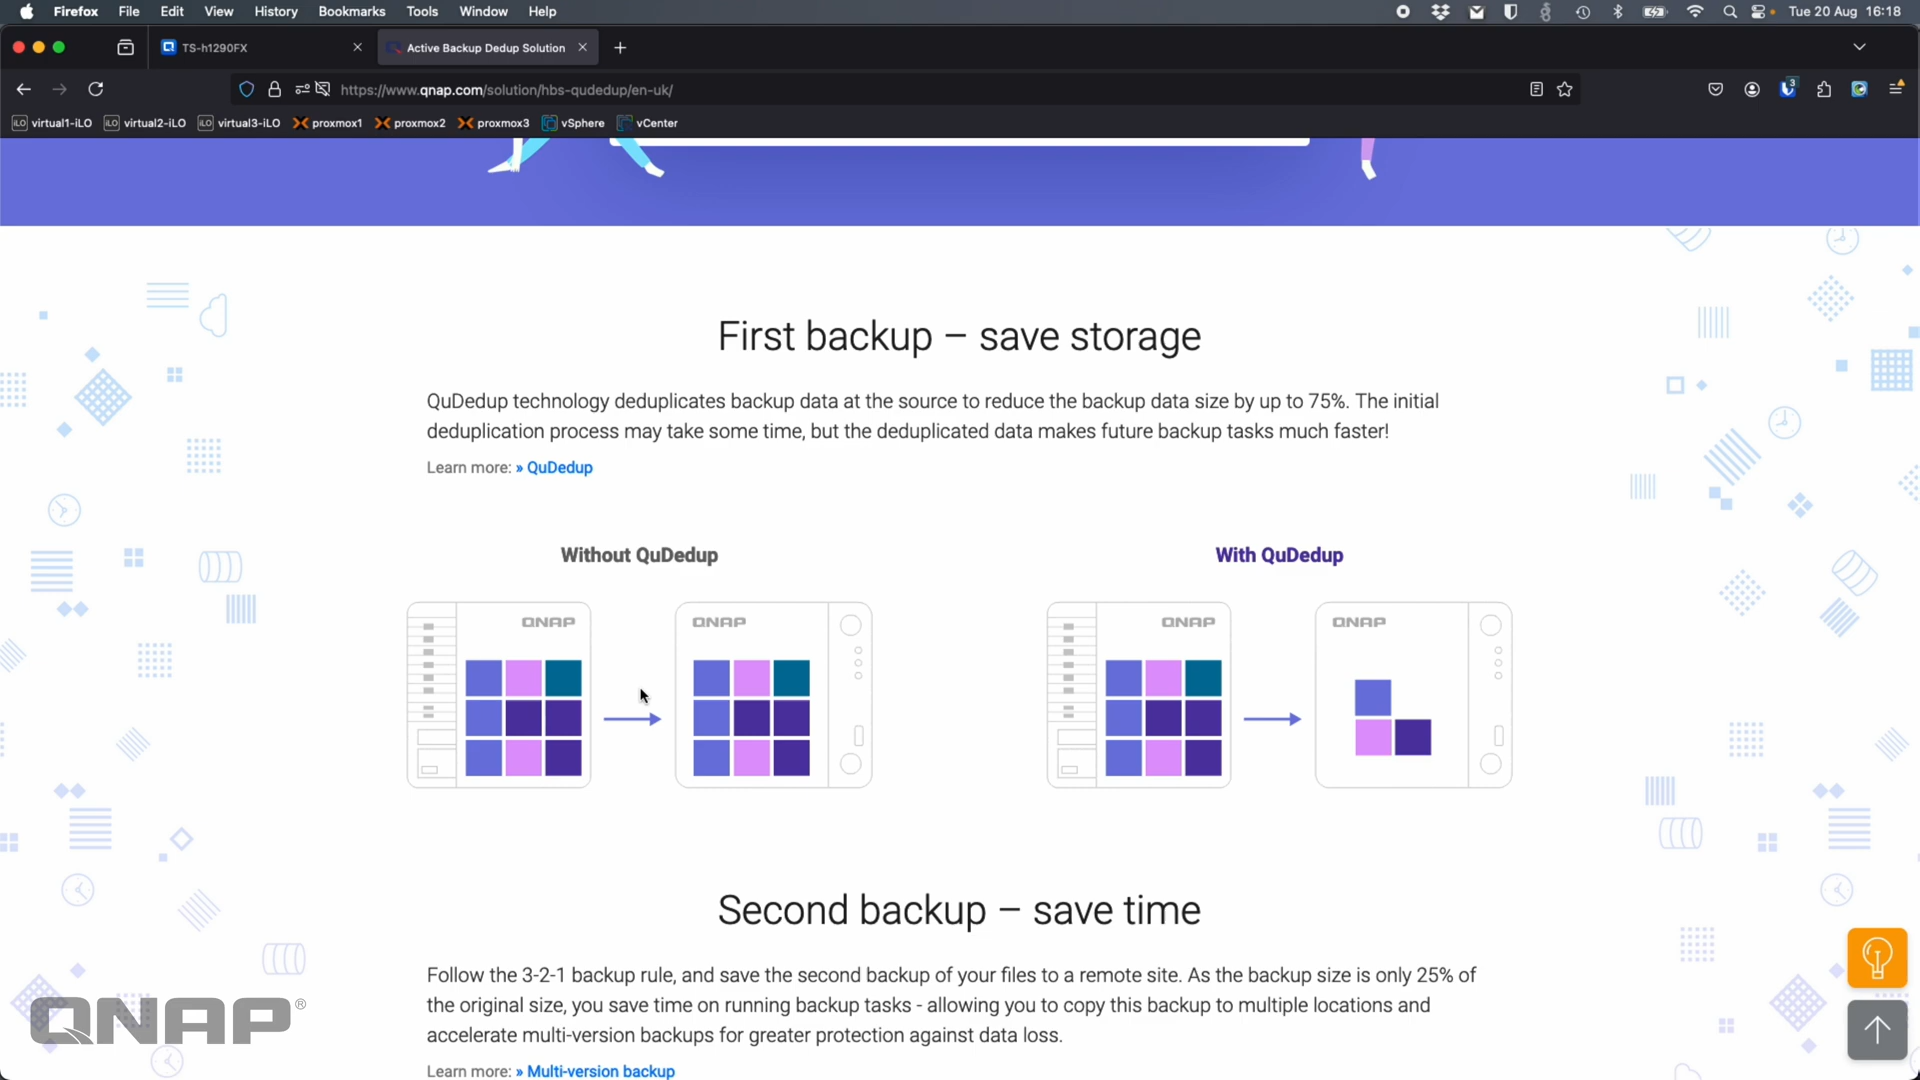 Firefox File Edit View History Bookmarks Tools Window Help
Tue 20 Aug 16:18
TS-h1290FX
Active Backup Dedup Solution
https://www.qnap.com/solution/hbs-qudedup/en-uk/
3
iLO virtual1-iLO iLO virtual2-iLO iLO virtual3-iLO proxmox1 proxmox2 proxmox3 vSphere vCenter
First backup – save storage
QuDedup technology deduplicates backup data at the source to reduce the backup data size by up to 75%. The initial
deduplication process may take some time, but the deduplicated data makes future backup tasks much faster!
Learn more: » QuDedup
Without QuDedup
With QuDedup
QNAP
QNAP
QNAP
QNAP
Second backup – save time
Follow the 3-2-1 backup rule, and save the second backup of your files to a remote site. As the backup size is only 25% of
the original size, you save time on running backup tasks - allowing you to copy this backup to multiple locations and
accelerate multi-version backups for greater protection against data loss.
Learn more: » Multi-version backup
QNAP®